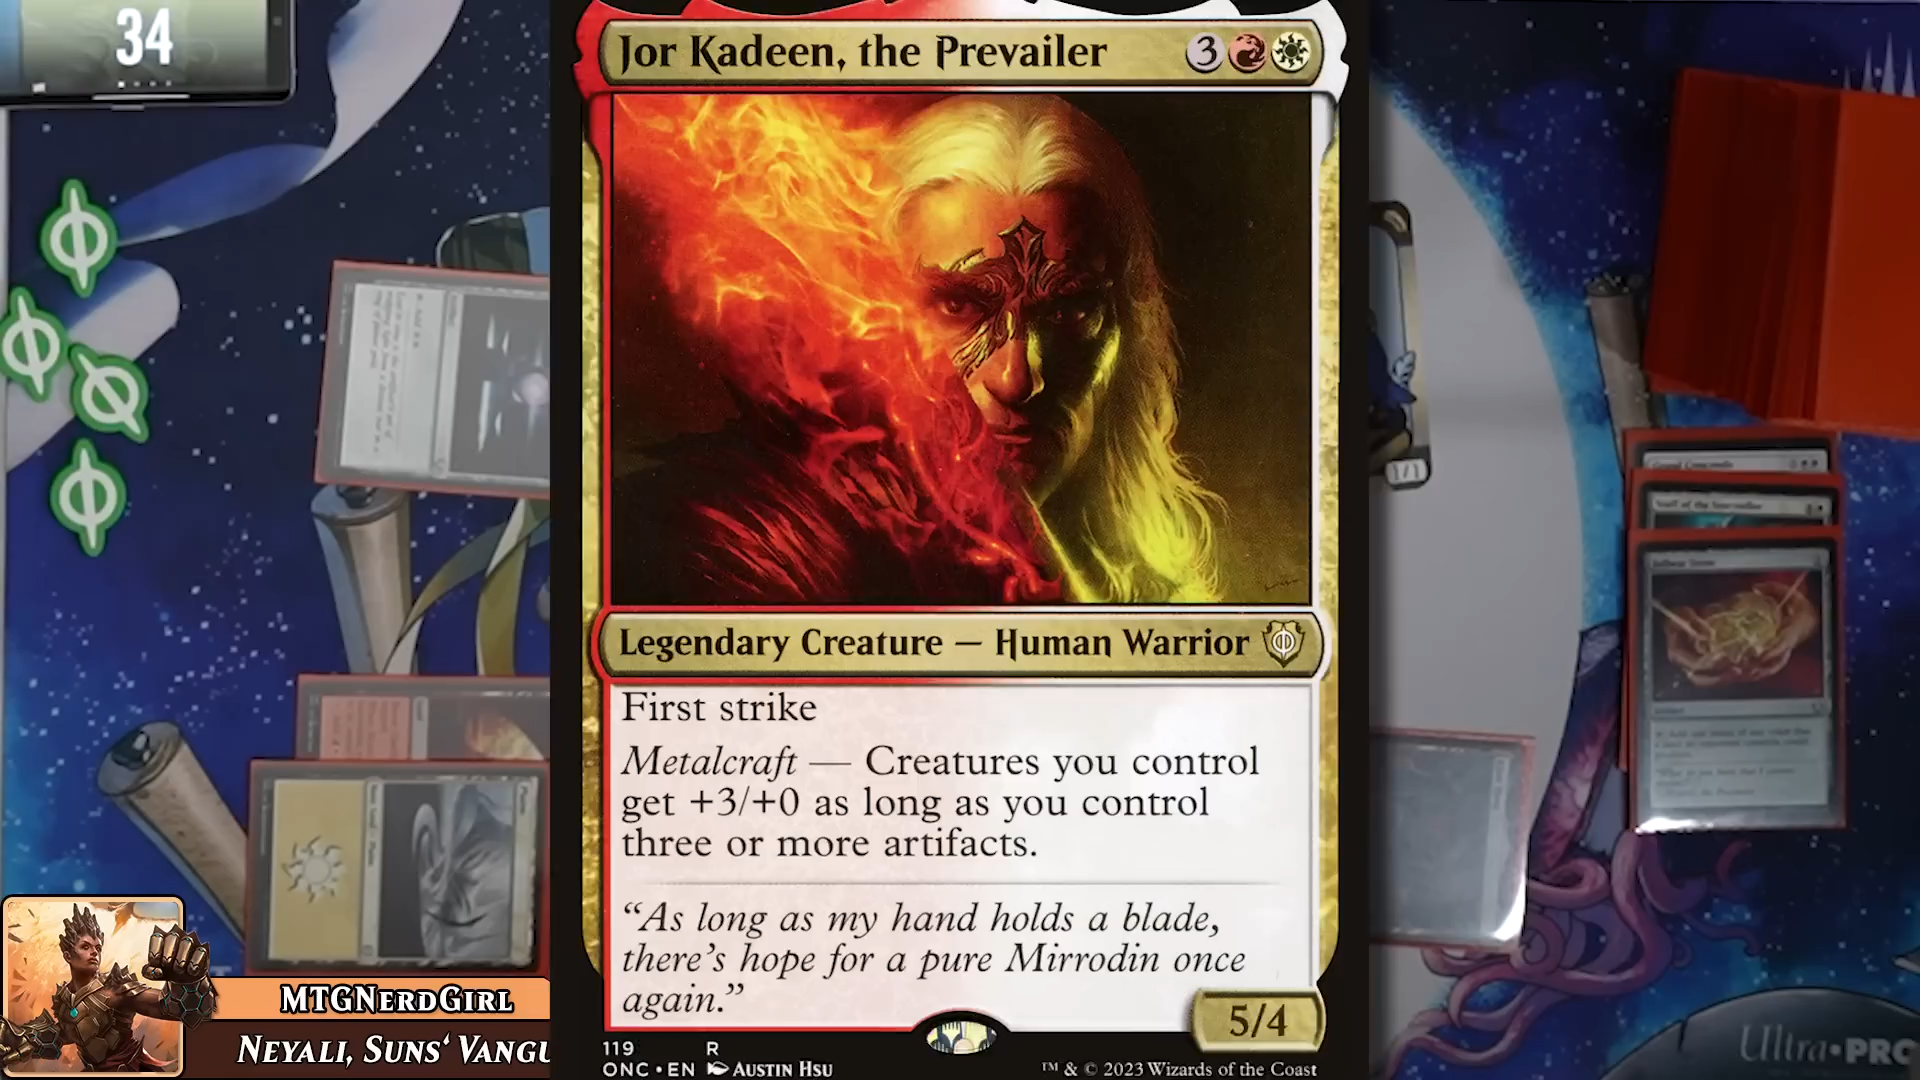 34
Jor Kadeen, the Prevailer 3
Legendary Creature — Human Warrior
First strike
Metalcraft — Creatures you control
get +3/+0 as long as you control
three or more artifacts.
“As long as my hand holds a blade,
there’s hope for a pure Mirrodin once
again.”
5/4
119 R
ONC • EN Austin Hsu
™ & © 2023 Wizards of the Coast
1/1
MTGNerdGirl
Neyali, Suns‘ Vangu
Ultra•PRO